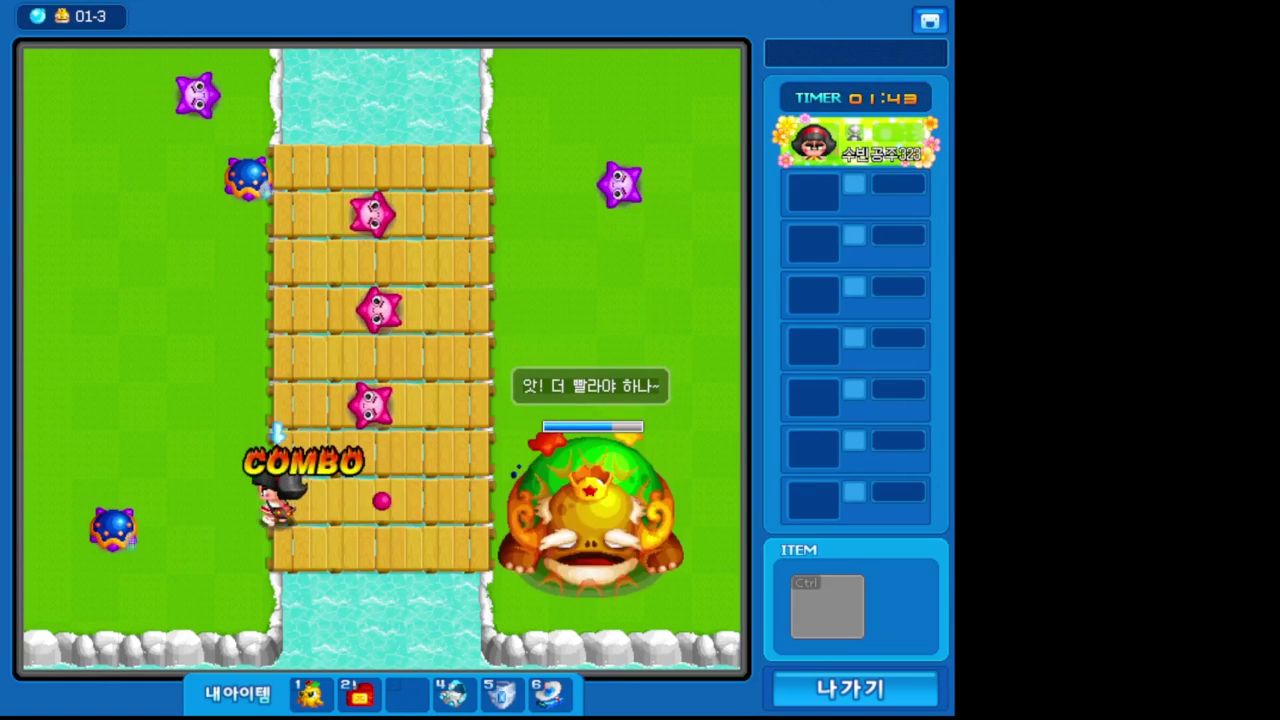 01-3
TIMER 01:43
수빈공주323
앗! 더 빨라야 하나~
COMBO
ITEM
Ctrl
내아이템
1
2
4
5
6
나가기